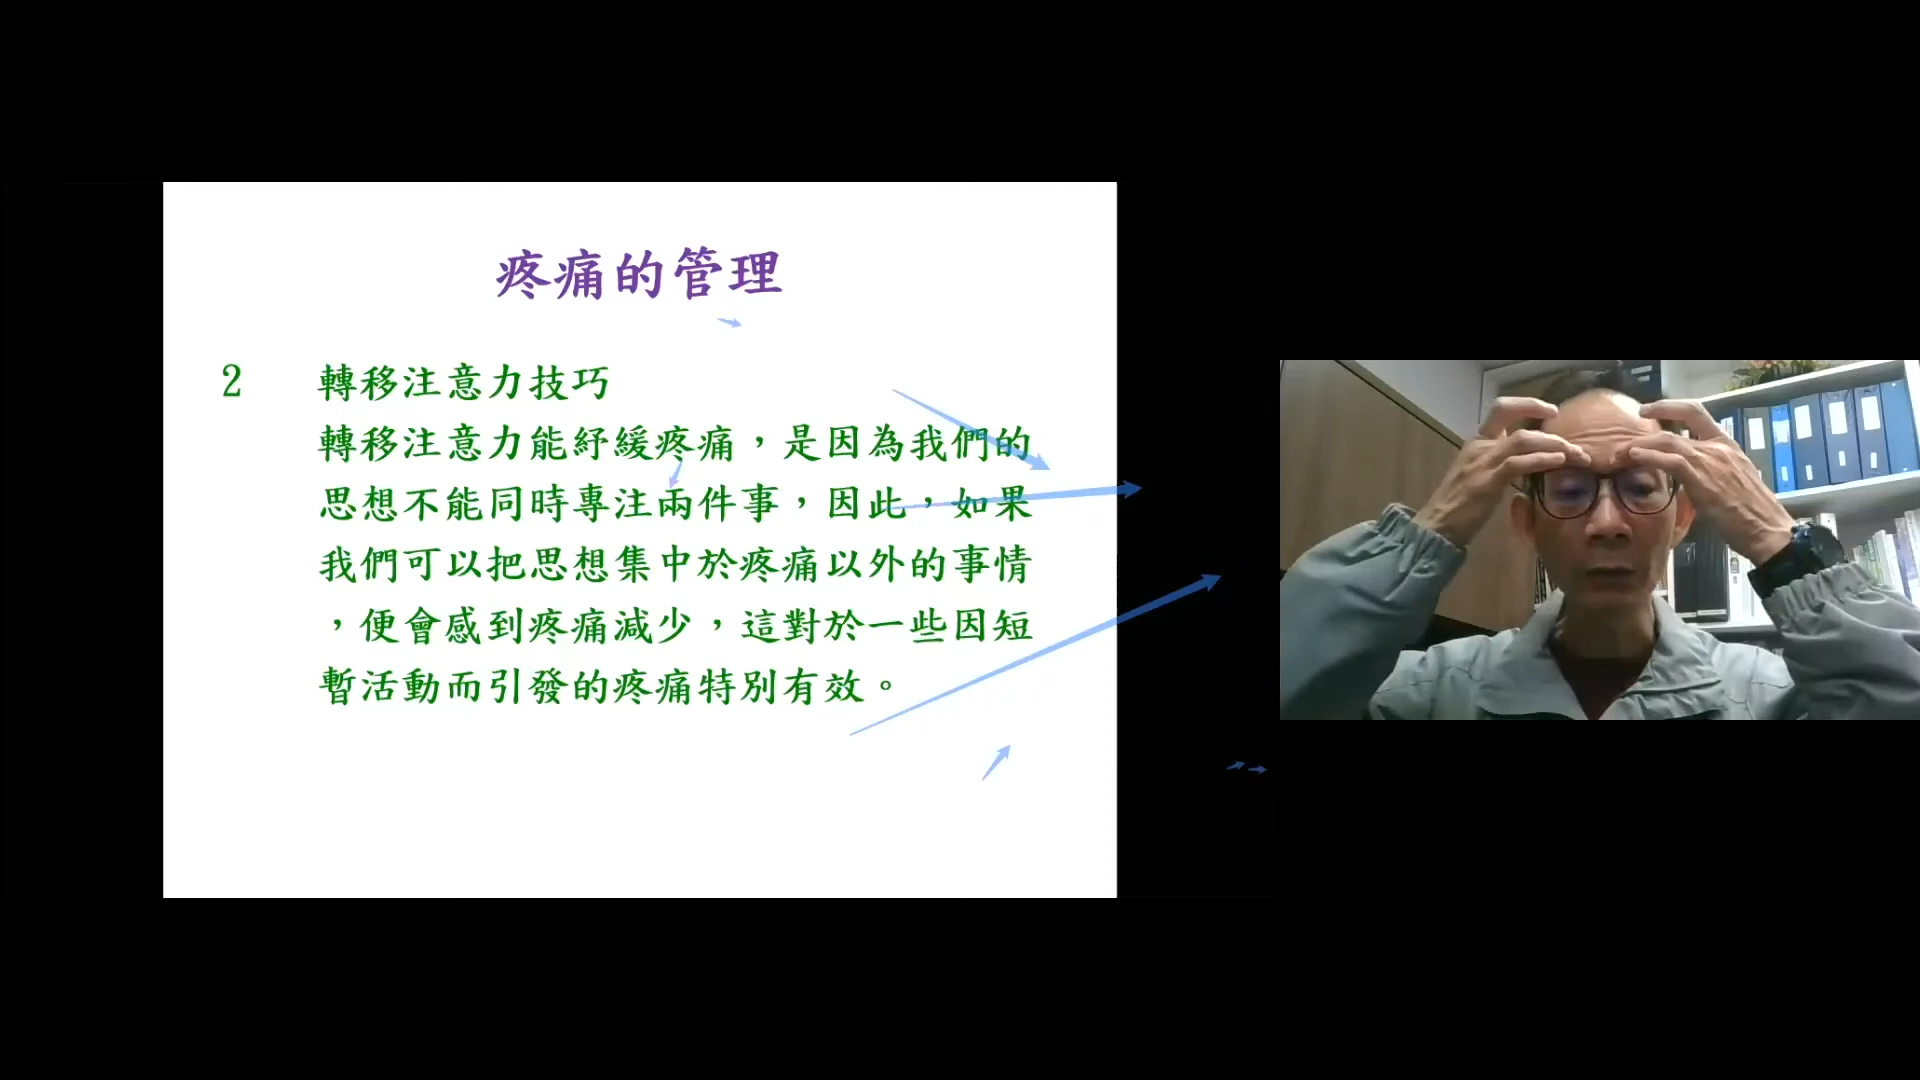 疼痛的管理
2 轉移注意力技巧
轉移注意力能紓緩疼痛，是因為我們的
思想不能同時專注兩件事，因此，如果
我們可以把思想集中於疼痛以外的事情
，便會感到疼痛減少，這對於一些因短
暫活動而引發的疼痛特別有效。